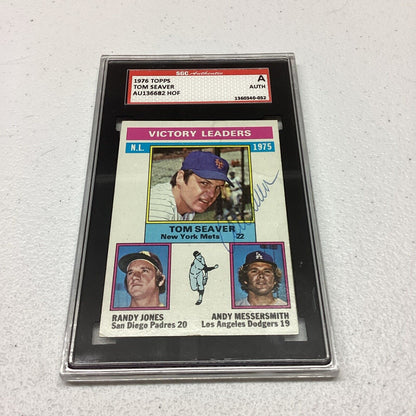 SGC Authentic
1976 TOPPS
TOM SEAVER
AU136682 HOF
A
AUTH
1360540-052
VICTORY LEADERS
N.L. 1975
TOM SEAVER
New York Mets 22
RANDY JONES
San Diego Padres 20
ANDY MESSERSMITH
Los Angeles Dodgers 19